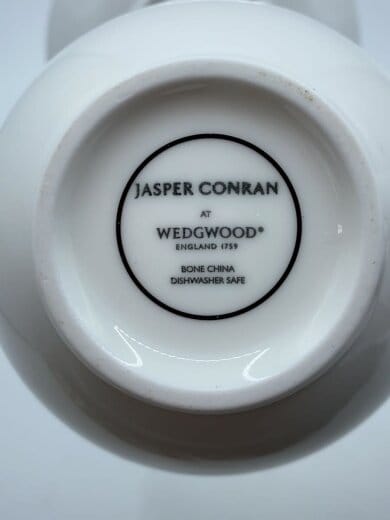 JASPER CONRAN
AT
WEDGWOOD®
ENGLAND 1759
BONE CHINA
DISHWASHER SAFE